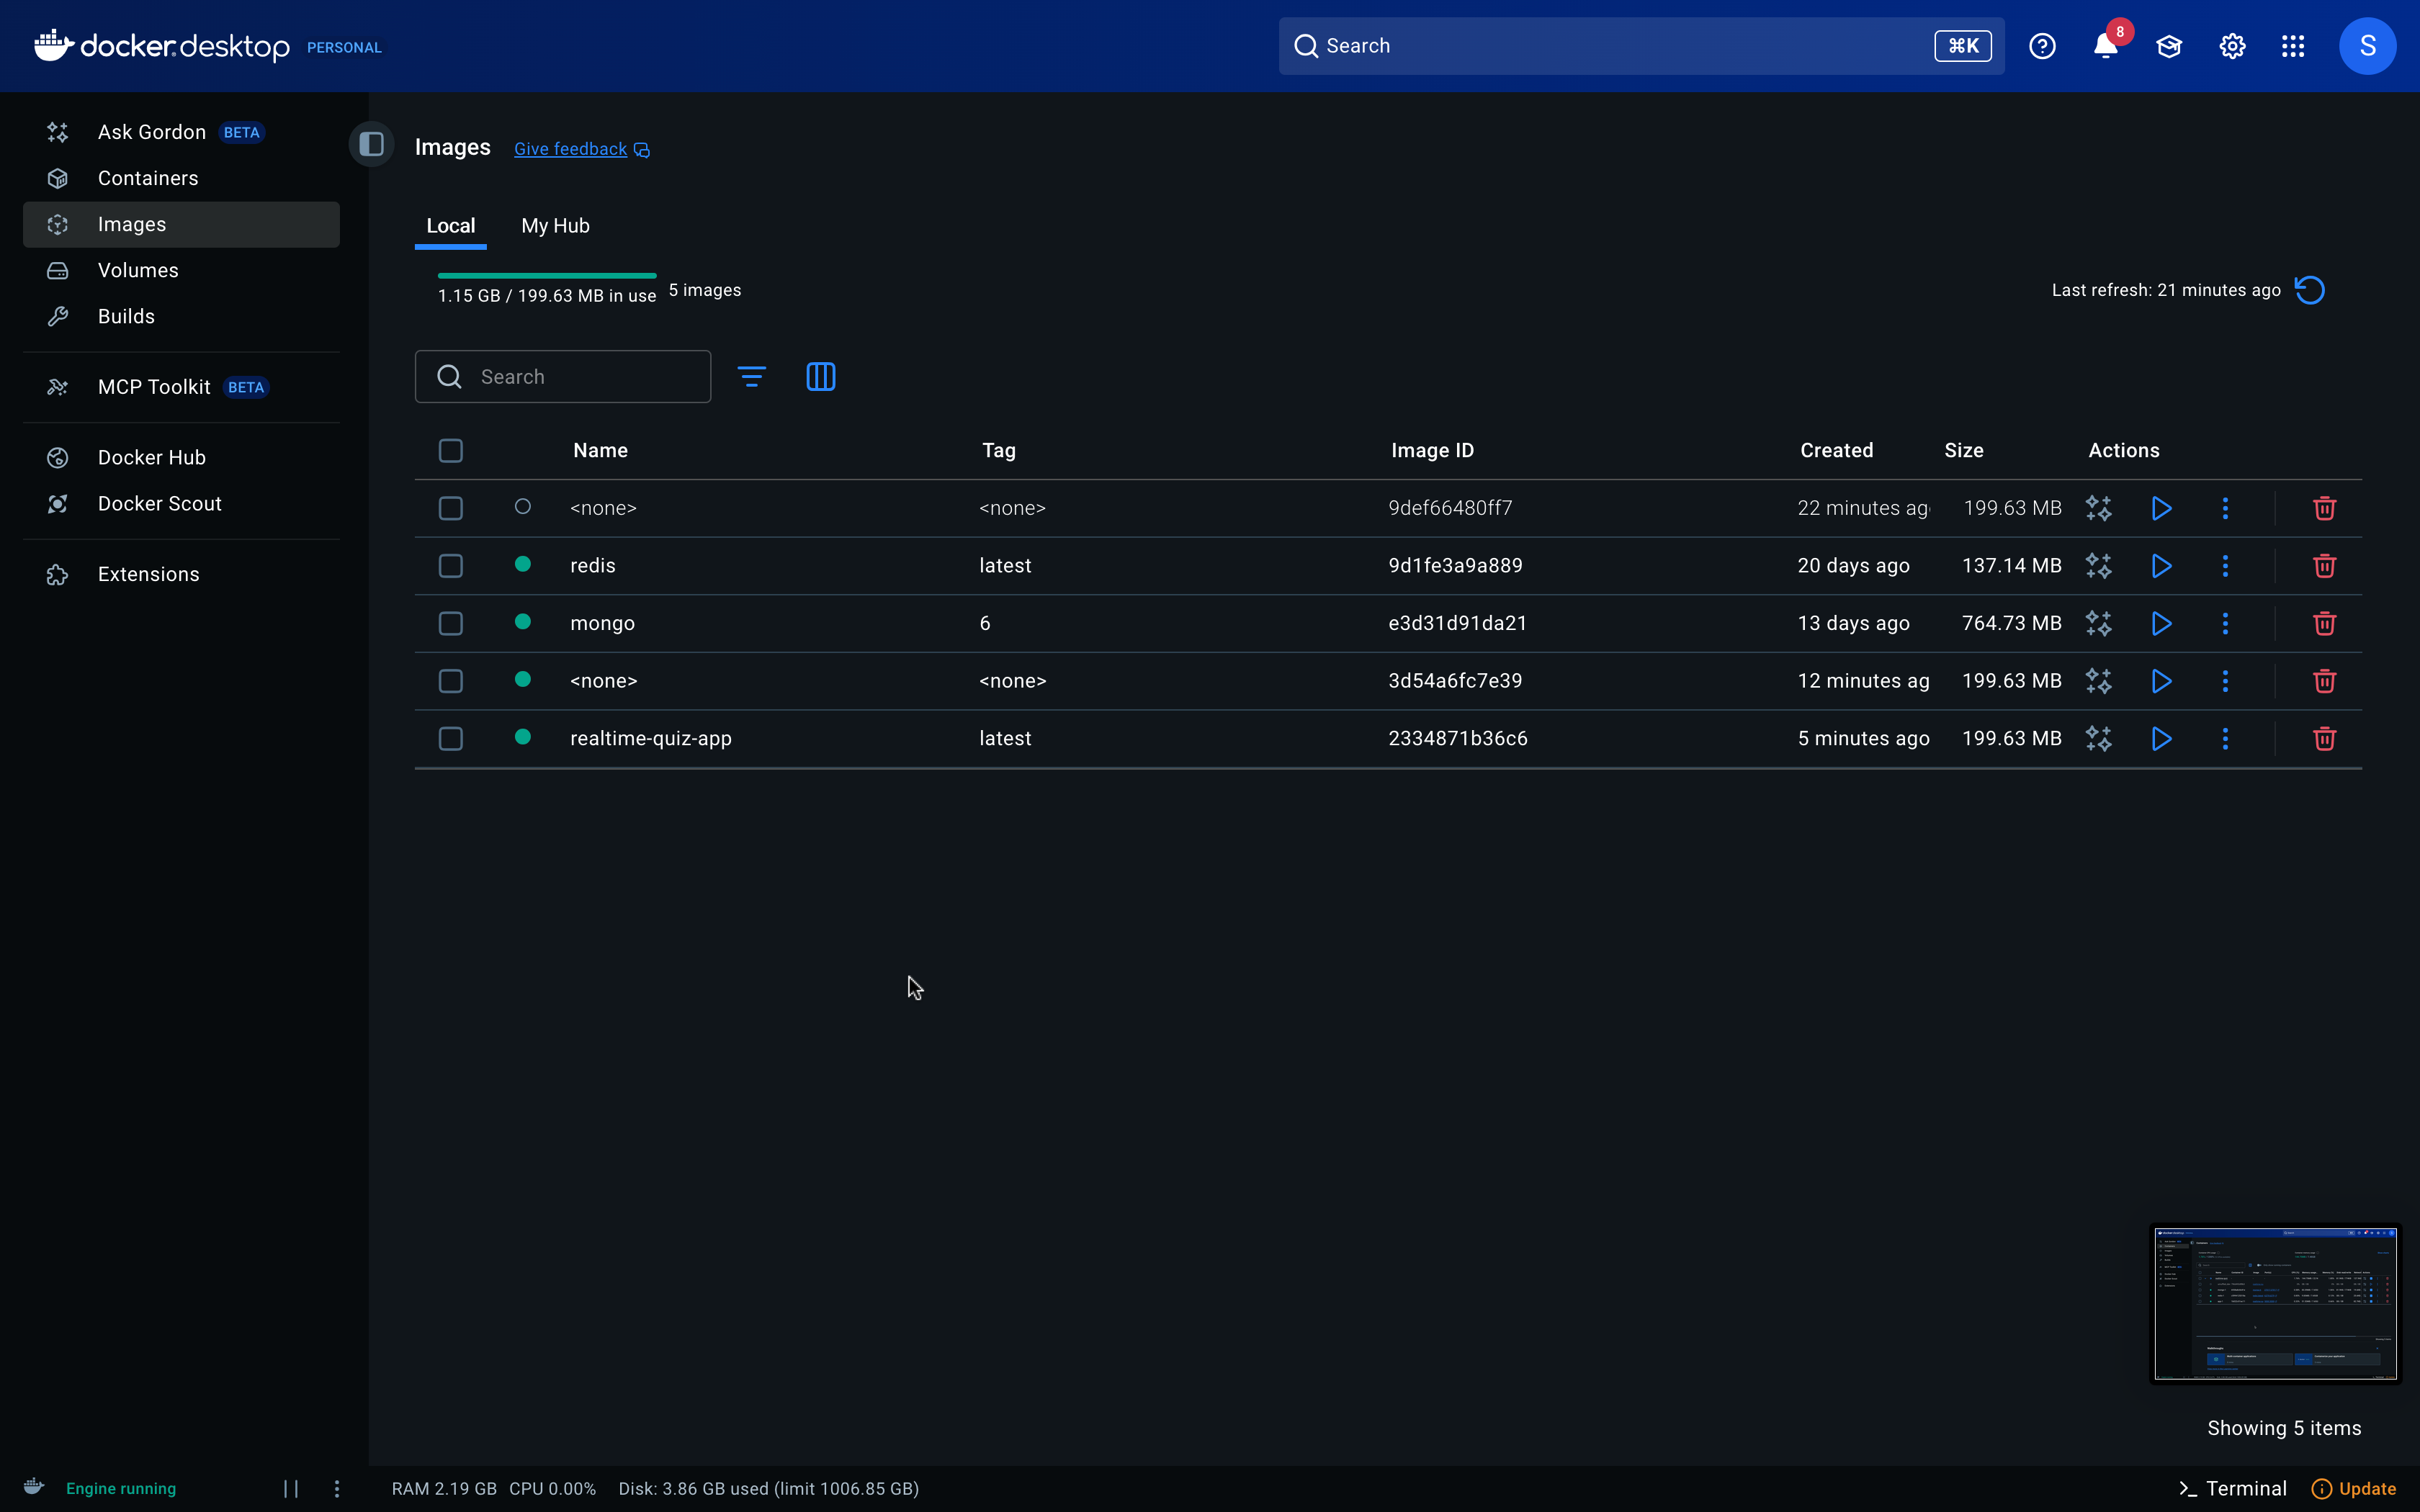 docker.desktop PERSONAL
Search ⌘K 8 S
Ask Gordon BETA
Containers
Images
Volumes
Builds
MCP Toolkit BETA
Docker Hub
Docker Scout
Extensions
Images Give feedback
Local My Hub
1.15 GB / 199.63 MB in use 5 images Last refresh: 21 minutes ago
Search
Name Tag Image ID Created Size Actions
<none> <none> 9def66480ff7 22 minutes ag 199.63 MB
redis latest 9d1fe3a9a889 20 days ago 137.14 MB
mongo 6 e3d31d91da21 13 days ago 764.73 MB
<none> <none> 3d54a6fc7e39 12 minutes ag 199.63 MB
realtime-quiz-app latest 2334871b36c6 5 minutes ago 199.63 MB
Showing 5 items
Engine running RAM 2.19 GB CPU 0.00% Disk: 3.86 GB used (limit 1006.85 GB) Terminal Update